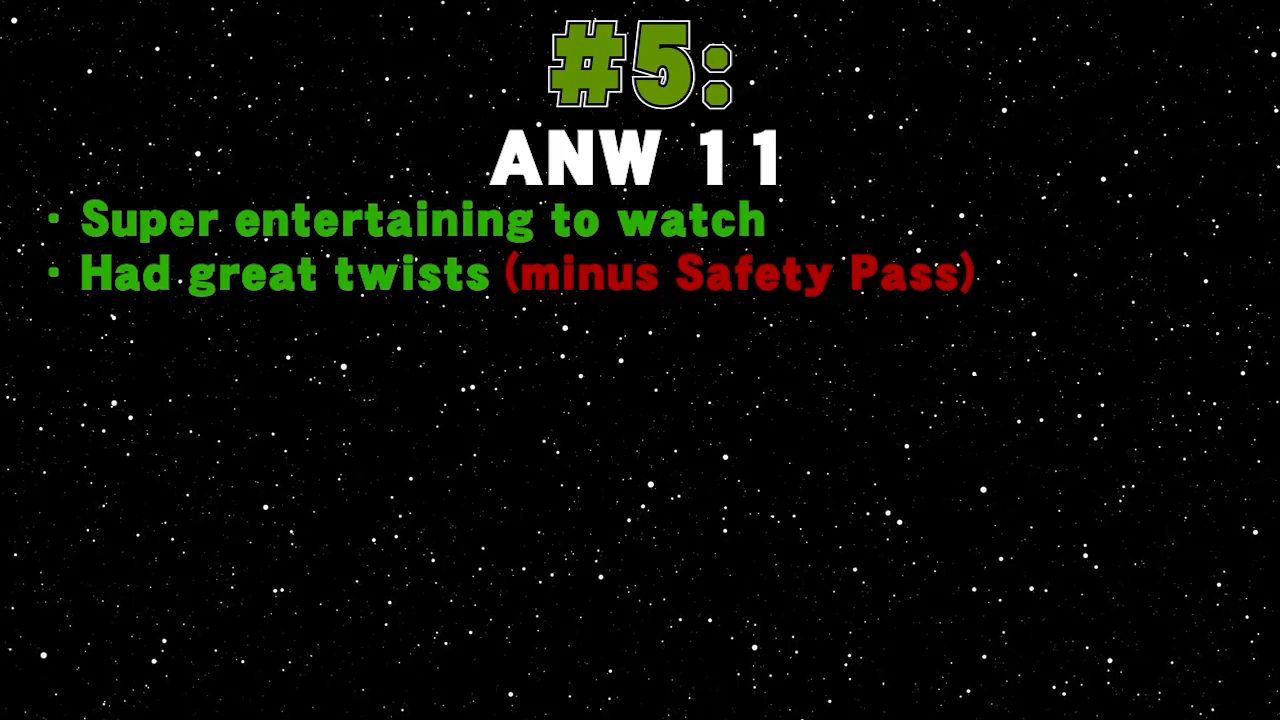 #5:
ANW 11
· Super entertaining to watch
· Had great twists (minus Safety Pass)